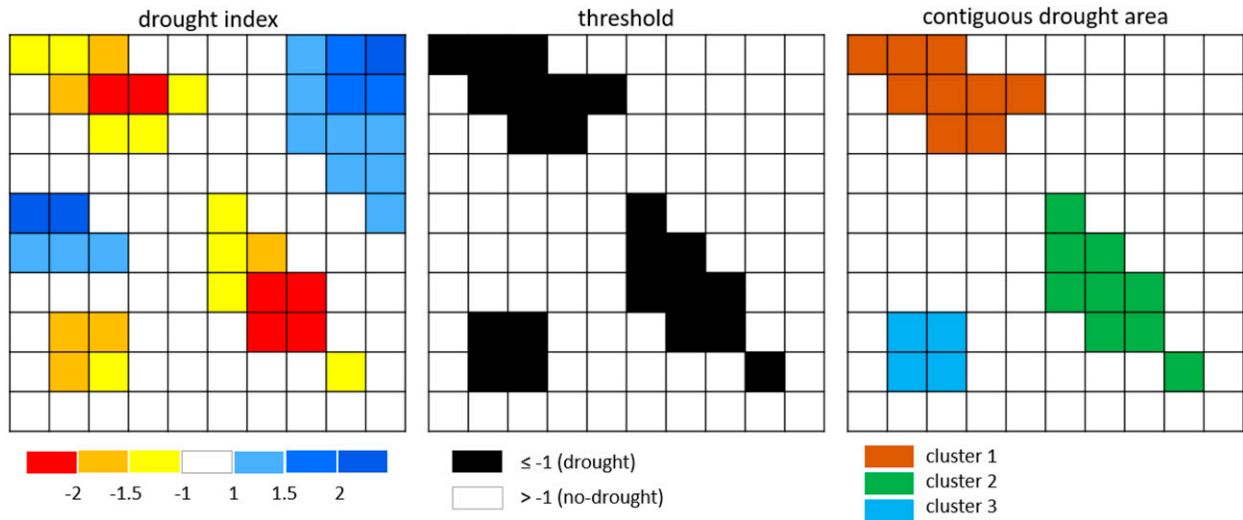 drought index
threshold
contiguous drought area
-2 -1.5 -1 1 1.5 2
≤ -1 (drought)
> -1 (no-drought)
cluster 1
cluster 2
cluster 3